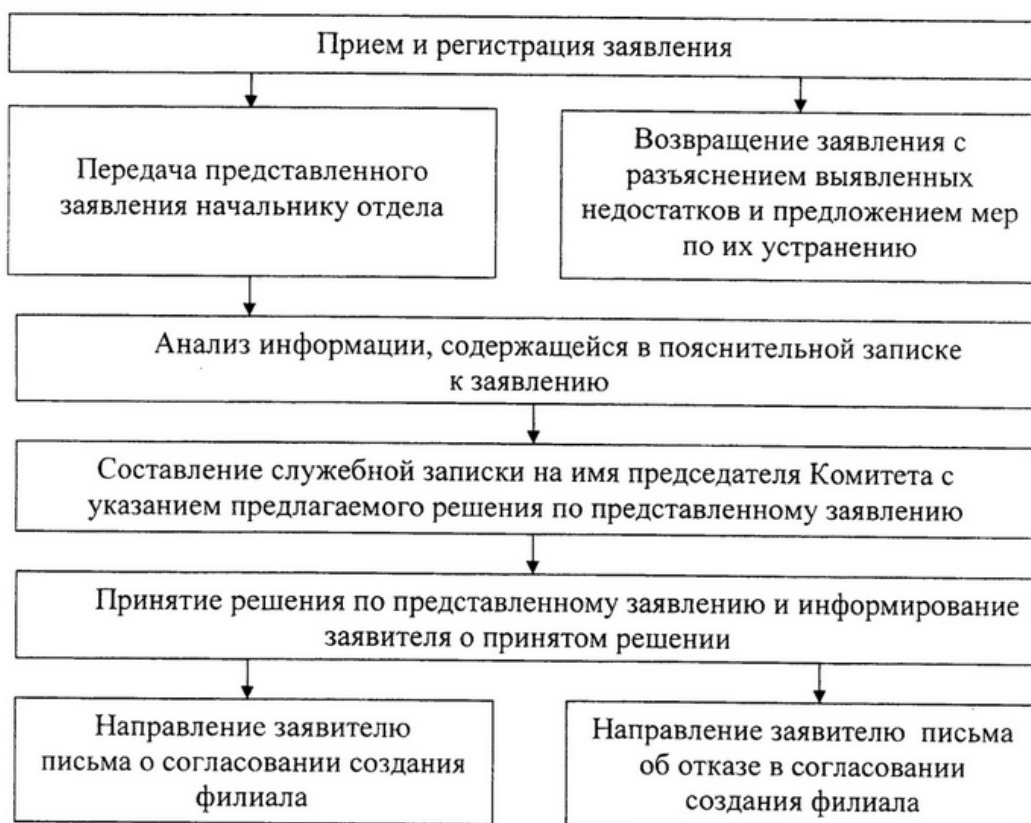 Прием и регистрация заявления
Передача представленного
заявления начальнику отдела
Возвращение заявления с
разъяснением выявленных
недостатков и предложением мер
по их устранению
Анализ информации, содержащейся в пояснительной записке
к заявлению
Составление служебной записки на имя председателя Комитета с
указанием предлагаемого решения по представленному заявлению
Принятие решения по представленному заявлению и информирование
заявителя о принятом решении
Направление заявителю
письма о согласовании создания
филиала
Направление заявителю письма
об отказе в согласовании
создания филиала